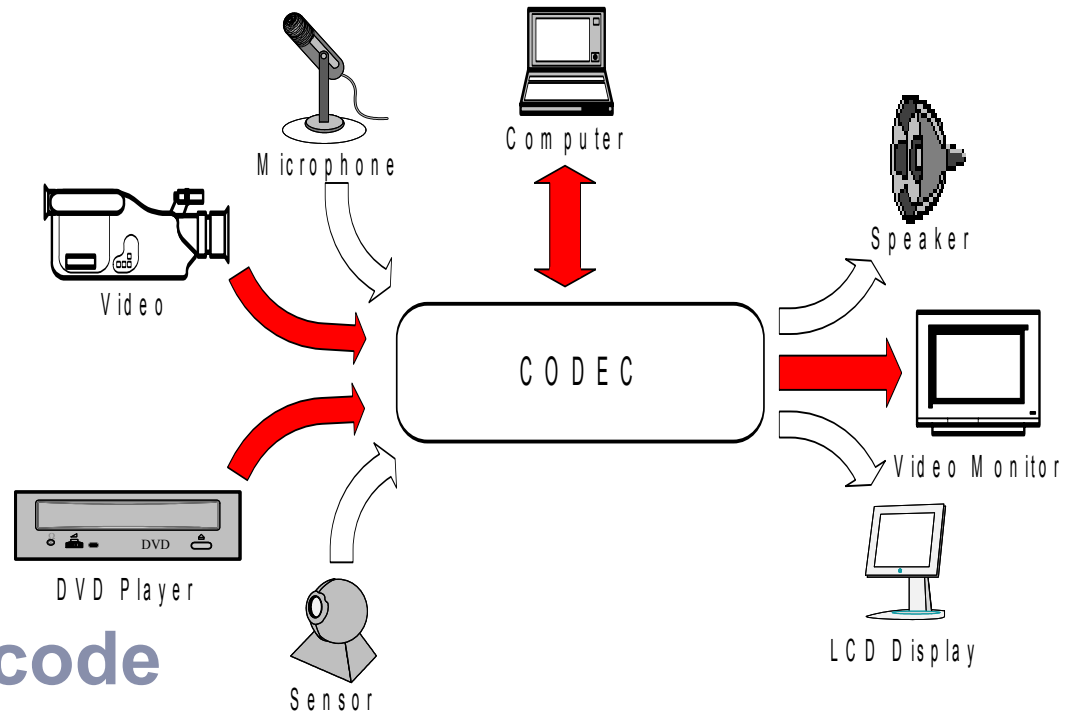 Microphone
Computer
Speaker
Video
CODEC
Video Monitor
DVD
DVD Player
LCD Display
code
Sensor